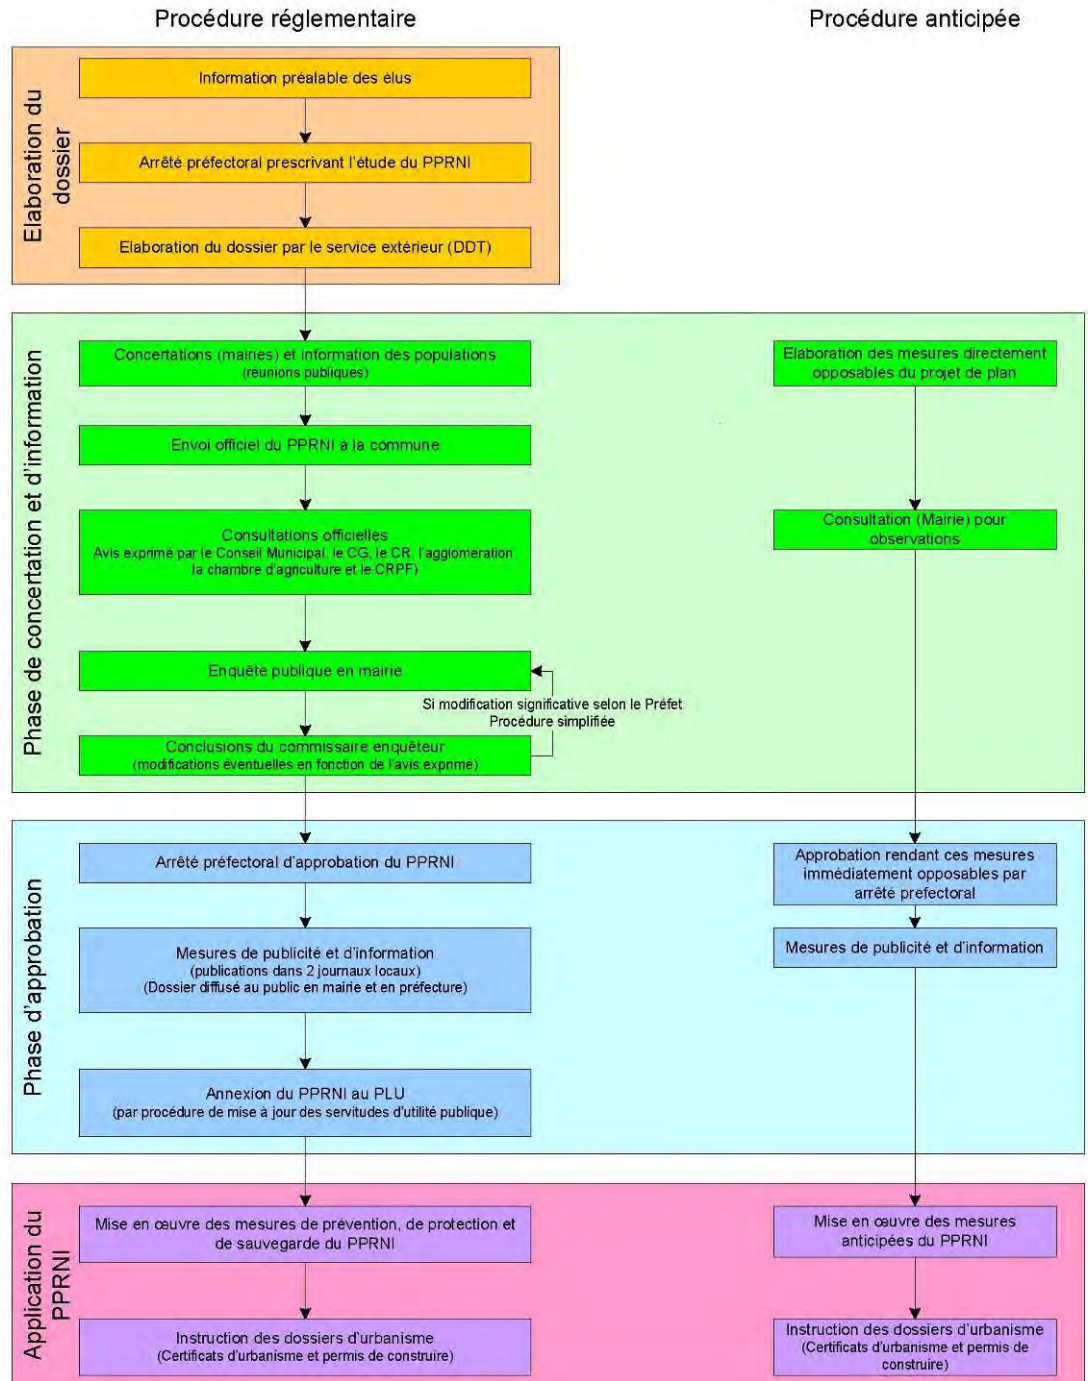 Procédure réglementaire
Procédure anticipée
Elaboration du
dossier
Information préalable des élus
Arrêté préfectoral prescrivant l'étude du PPRNI
Elaboration du dossier par le service extérieur (DDT)
Phase de concertation et d'information
Concertations (mairies) et information des populations
(réunions publiques)
Envoi officiel du PPRNI à la commune
Consultations officielles
Avis exprimé par le Conseil Municipal, le CG, le CR, l'agglomération,
la chambre d'agriculture et le CRPF)
Enquête publique en mairie
Si modification significative selon le Préfet
Procédure simplifiée
Conclusions du commissaire enquêteur
(modifications éventuelles en fonction de l'avis exprimé)
Elaboration des mesures directement
opposables du projet de plan
Consultation (Mairie) pour
observations
Phase d'approbation
Arrêté préfectoral d'approbation du PPRNI
Mesures de publicité et d'information
(publications dans 2 journaux locaux)
(Dossier diffusé au public en mairie et en préfecture)
Annexion du PPRNI au PLU
(par procédure de mise à jour des servitudes d'utilité publique)
Approbation rendant ces mesures
immédiatement opposables par
arrêté prefectoral
Mesures de publicité et d'information
Application du
PPRNI
Mise en œuvre des mesures de prévention, de protection et
de sauvegarde du PPRNI
Instruction des dossiers d'urbanisme
(Certificats d'urbanisme et permis de construire)
Mise en œuvre des mesures
anticipées du PPRNI
Instruction des dossiers d'urbanisme
(Certificats d'urbanisme et permis de
construire)